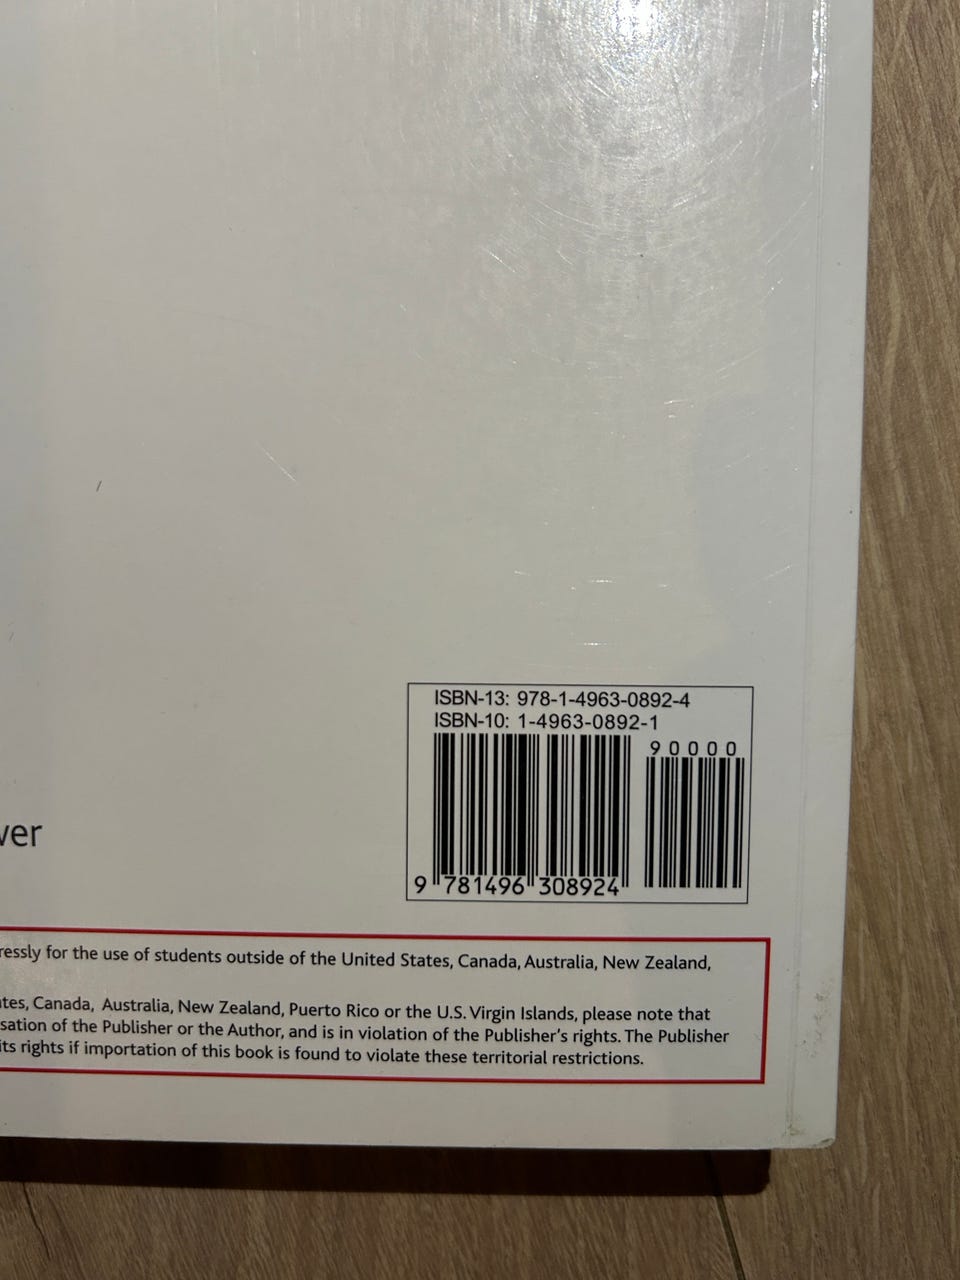 ISBN-13: 978-1-4963-0892-4
ISBN-10: 1-4963-0892-1
90000
9 781496 308924
ver
ressly for the use of students outside of the United States, Canada, Australia, New Zealand,
tes, Canada, Australia, New Zealand, Puerto Rico or the U.S. Virgin Islands, please note that
sation of the Publisher or the Author, and is in violation of the Publisher's rights. The Publisher
its rights if importation of this book is found to violate these territorial restrictions.